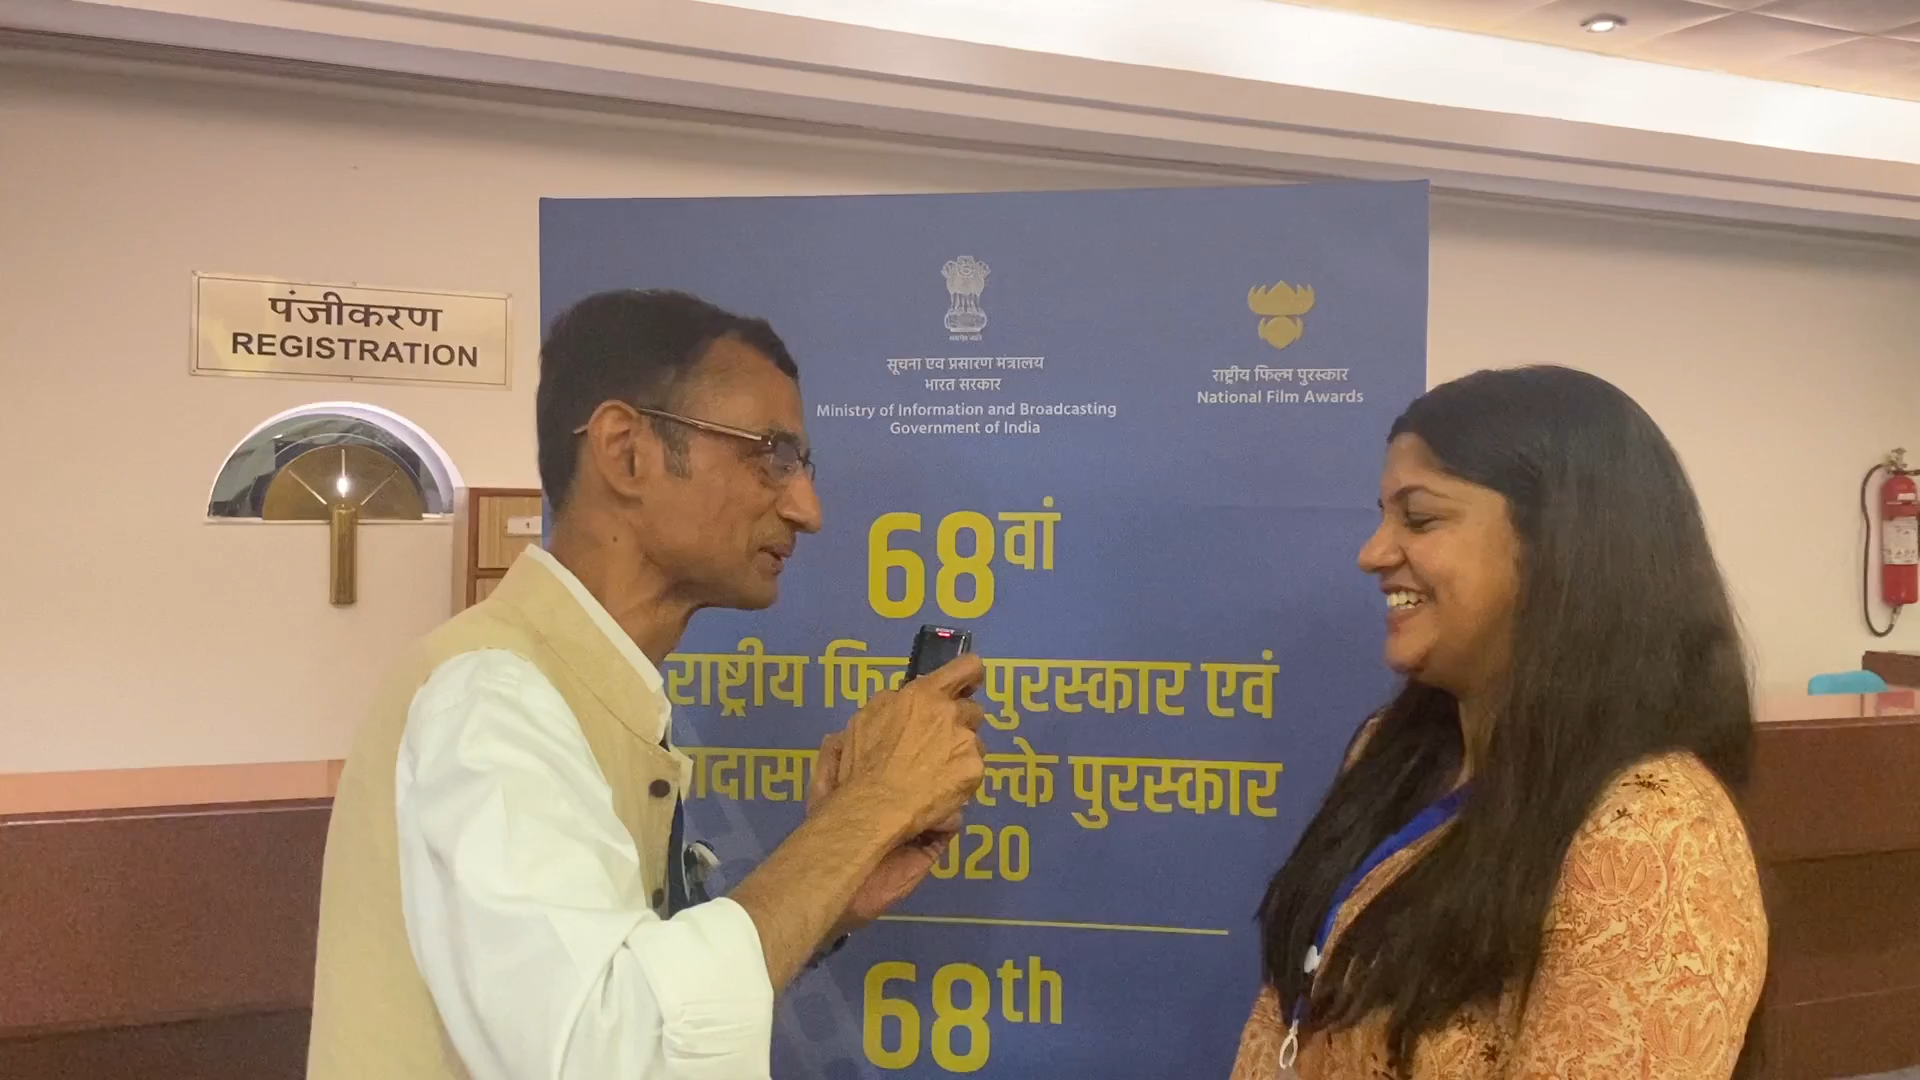 पंजीकरण
REGISTRATION
सूचना एवं प्रसारण मंत्रालय
भारत सरकार
Ministry of Information and Broadcasting
Government of India
राष्ट्रीय फिल्म पुरस्कार
National Film Awards
68वां
राष्ट्रीय पुरस्कार एवं
पुरस्कार
68th